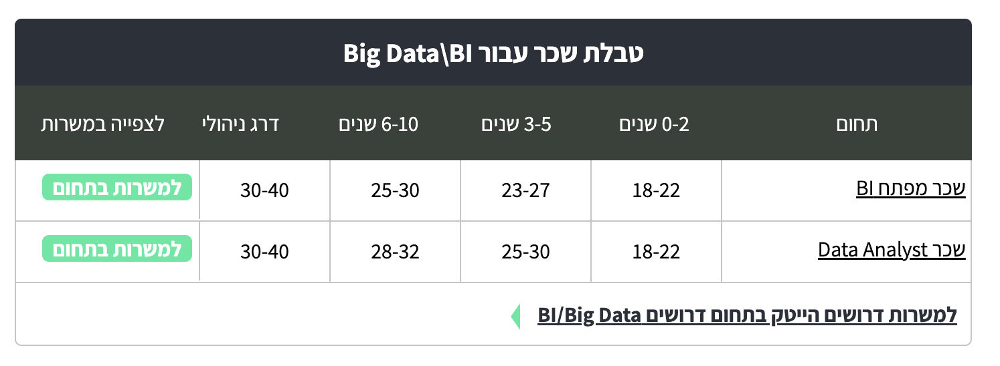 טבלת שכר עבור Big Data\BI
תחום 0-2 שנים 3-5 שנים 6-10 שנים דרג ניהולי לצפייה במשרות
שכר מפתח BI 18-22 23-27 25-30 30-40 למשרות בתחום
שכר Data Analyst 18-22 25-30 28-32 30-40 למשרות בתחום
למשרות דרושים הייטק בתחום דרושים BI/Big Data